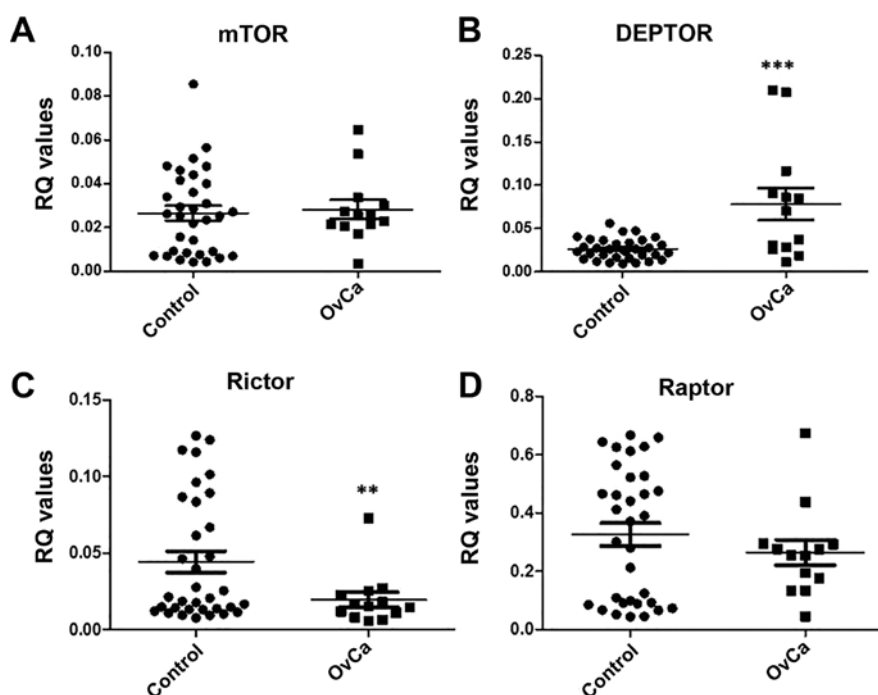 A
mTOR
RQ values
0.10
0.08
0.06
0.04
0.02
0.00
Control
OvCa
B
DEPTOR
RQ values
0.25
0.20
0.15
0.10
0.05
0.00
***
Control
OvCa
C
Rictor
RQ values
0.15
0.10
0.05
0.00
**
Control
OvCa
D
Raptor
RQ values
0.8
0.6
0.4
0.2
0.0
Control
OvCa